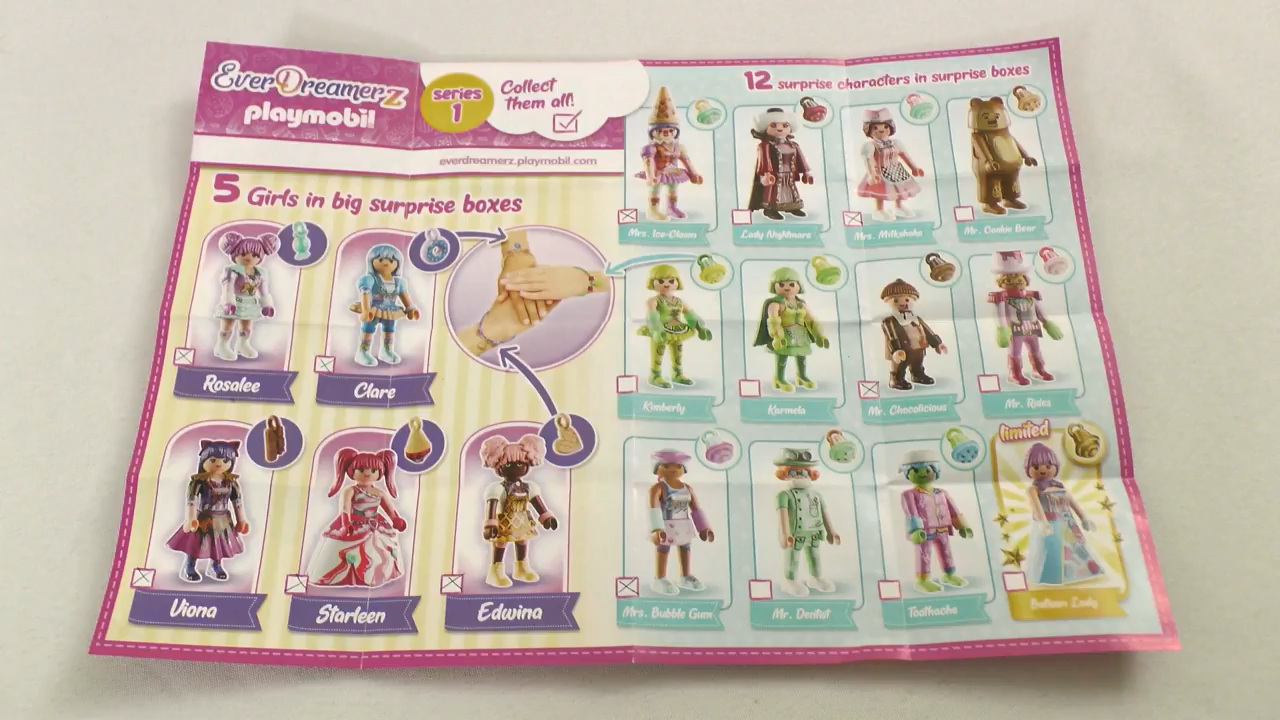 EverDreamerz
playmobil
series
1
Collect
them all!
everdreamerz.playmobil.com
5 Girls in big surprise boxes
Rosalee
Clare
Viona
Starleen
Edwina
12 surprise characters in surprise boxes
Mrs. Ice-Cream
Lady Nightmare
Mrs. Milkshake
Mr. Cookie Bear
Kimberly
Karmela
Mr. Chocolicious
Mr. Rides
Mrs. Bubble Gum
Mr. Dentist
Toothache
limited
Balloon Lady